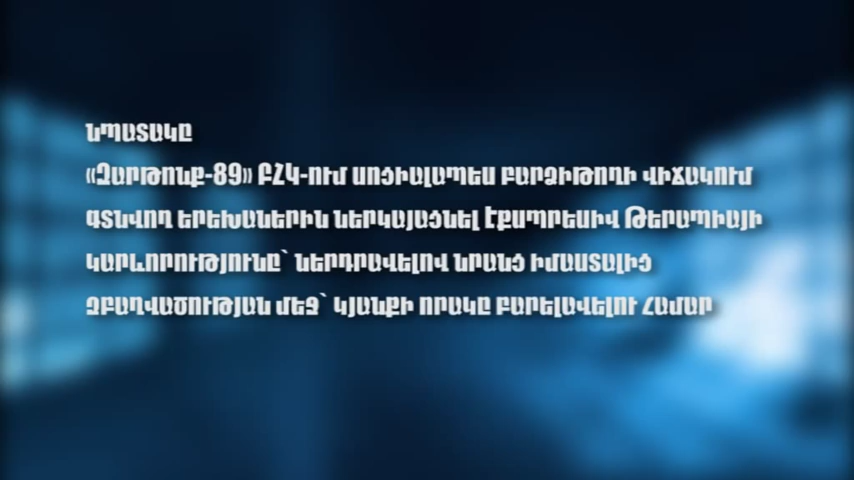 ՆՊԱՏԱԿԸ
«Զարթոնք-89» ԲՀԿ-ում սոցիալապես բարձիթողի վիճակում
գտնվող երեխաներին ներկայացնել Էքսպրեսիվ Թերապիայի
կարևորությունը՝ ներդրավելով նրանց իմաստալից
զբաղվածության մեջ՝ կյանքի որակը բարելավելու համար